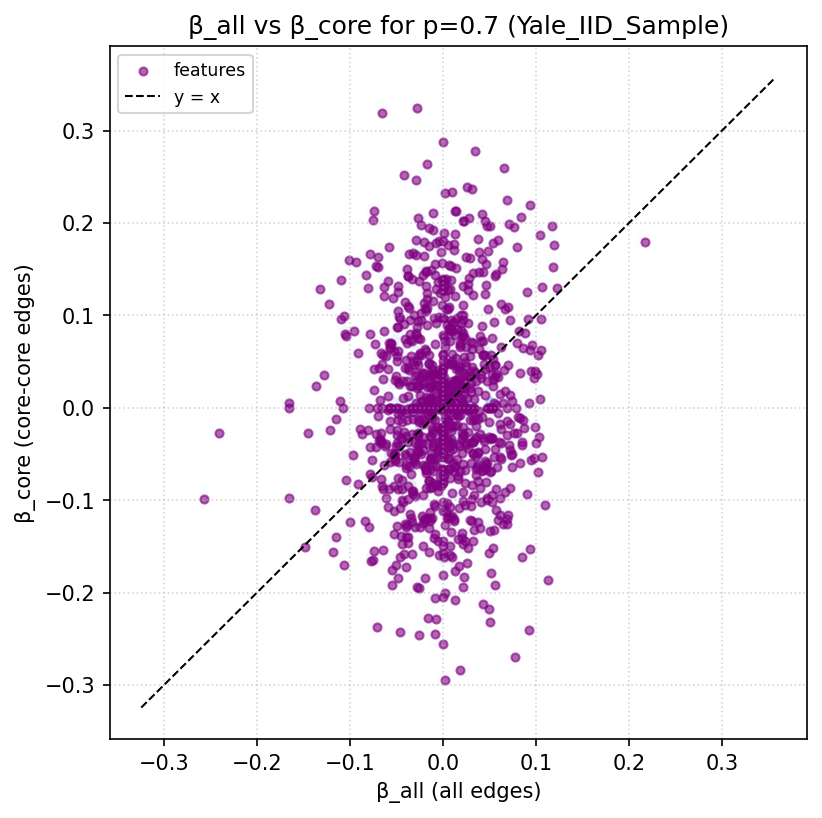 β_all vs β_core for p=0.7 (Yale_IID_Sample)
features
y = x
β_core (core-core edges)
0.3
0.2
0.1
0.0
−0.1
−0.2
−0.3
−0.3 −0.2 −0.1 0.0 0.1 0.2 0.3
β_all (all edges)